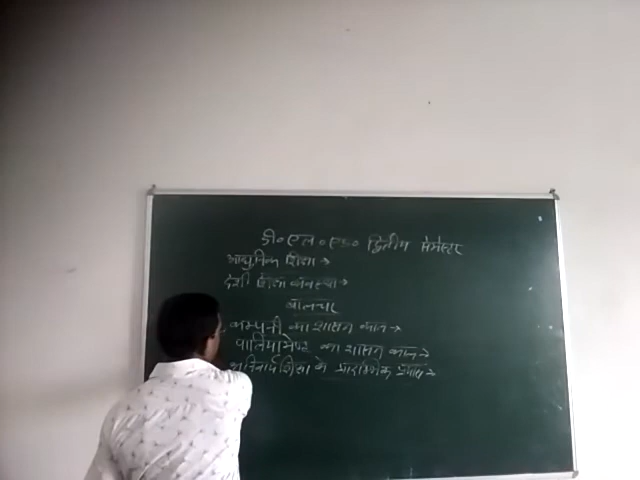 डी०एल०एड० द्वितीय सेमेस्टर
आधुनिक शिक्षा →
देशी शिक्षा व्यवस्था →
कम्पनी का शासन काल →
पार्लियामेण्ट का शासन काल →
अनिवार्य शिक्षा के प्रारम्भिक प्रयास →